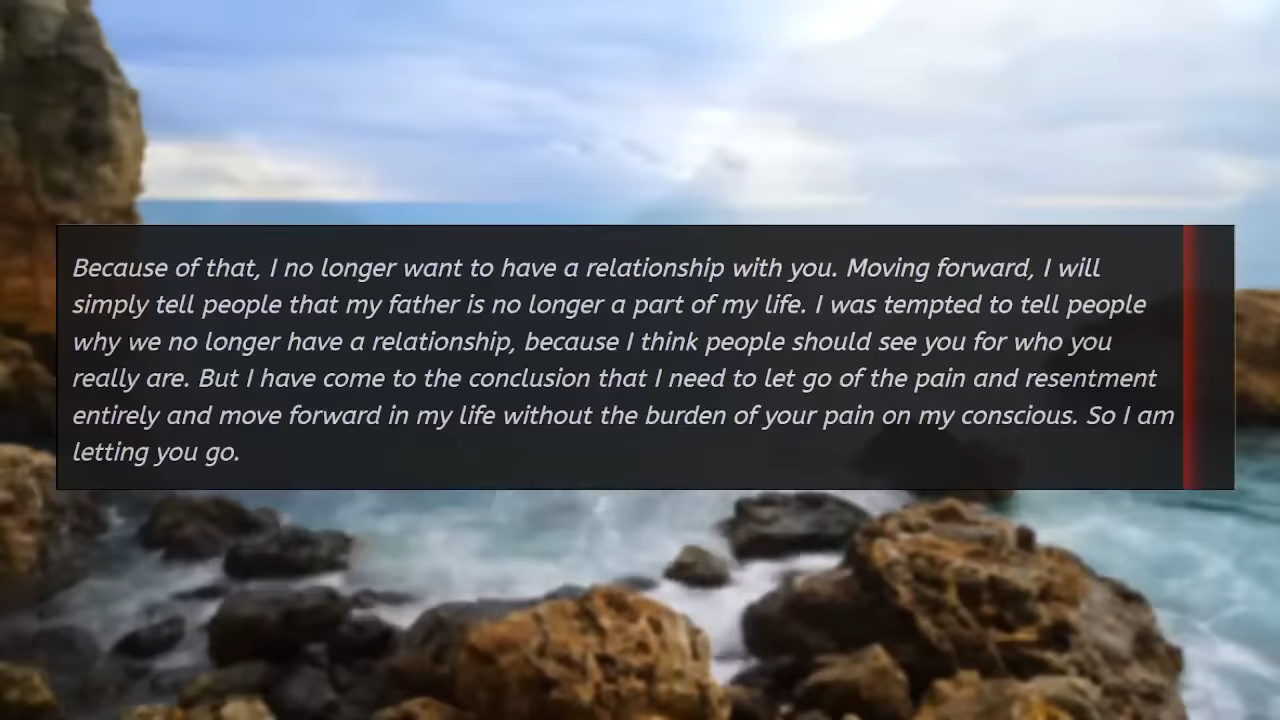 Because of that, I no longer want to have a relationship with you. Moving forward, I will
simply tell people that my father is no longer a part of my life. I was tempted to tell people
why we no longer have a relationship, because I think people should see you for who you
really are. But I have come to the conclusion that I need to let go of the pain and resentment
entirely and move forward in my life without the burden of your pain on my conscious. So I am
letting you go.